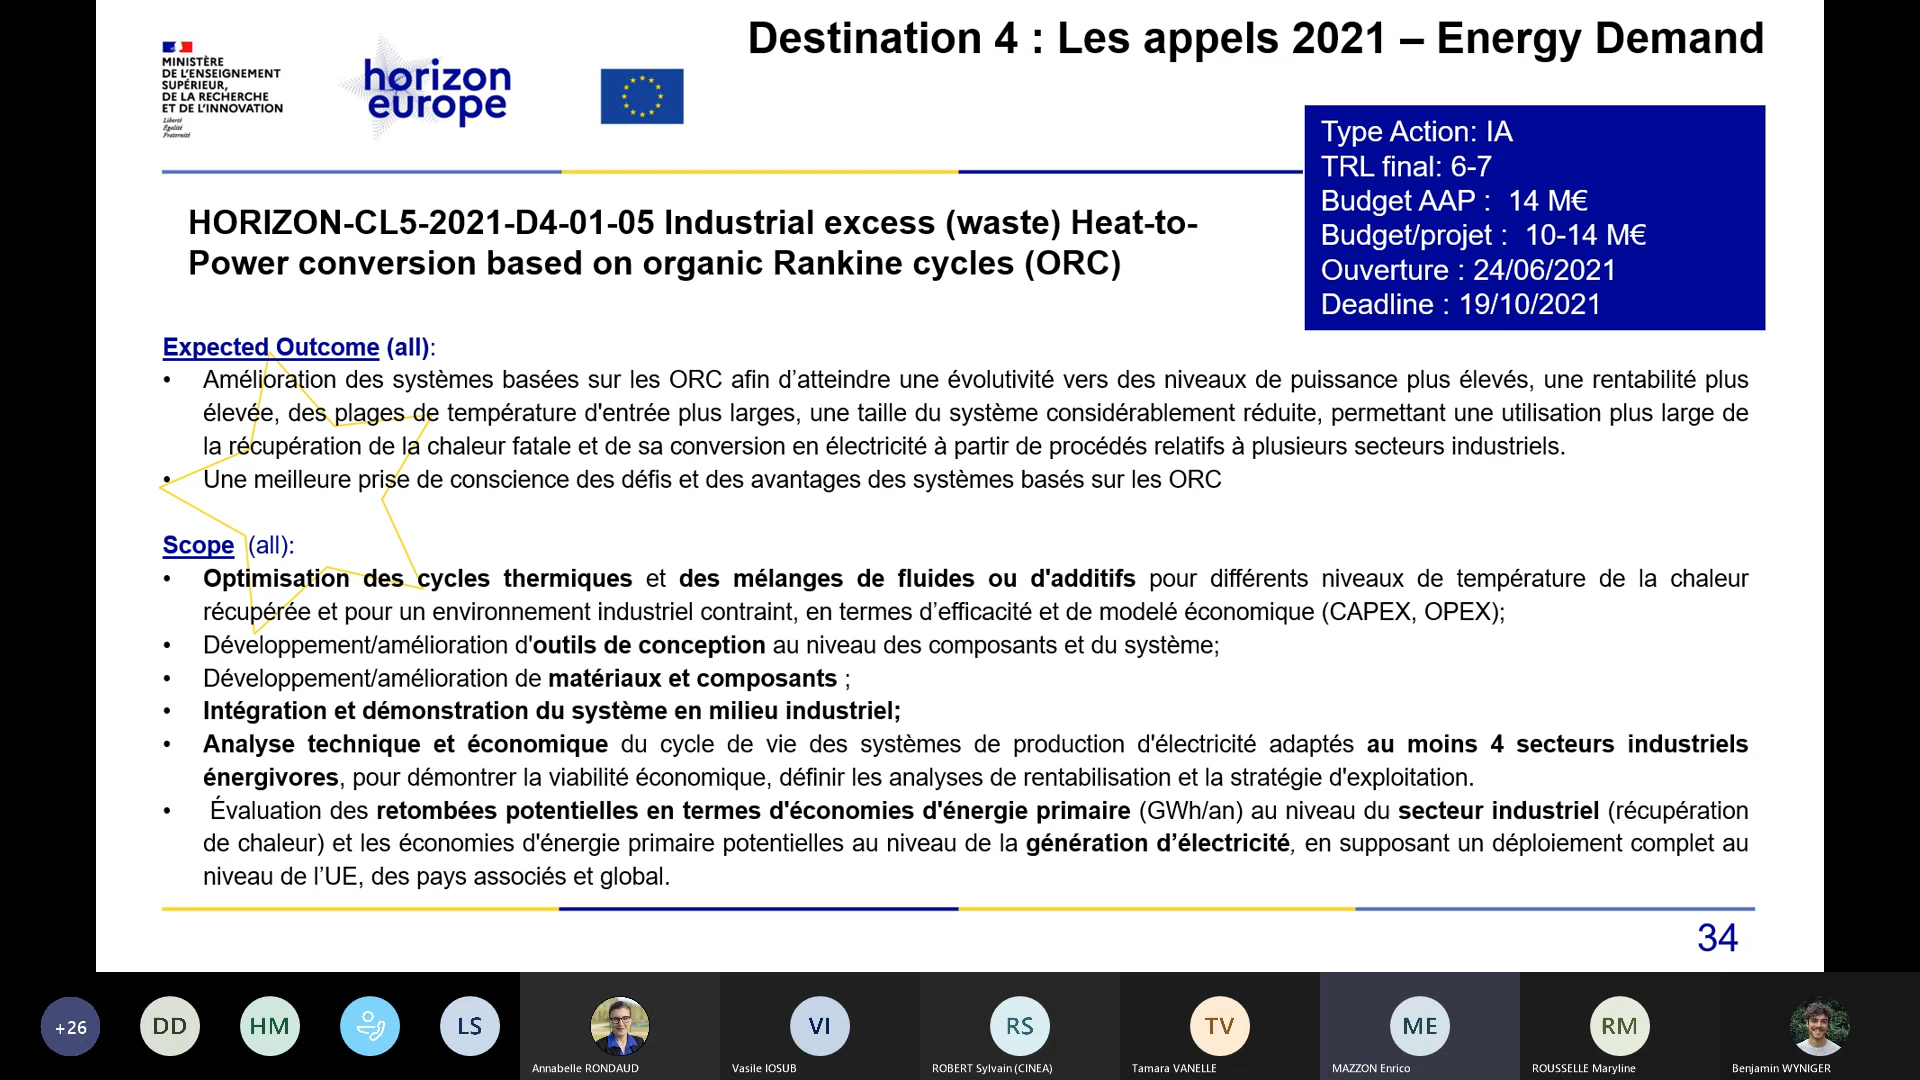 Destination 4 : Les appels 2021 – Energy Demand
MINISTÈRE
DE L'ENSEIGNEMENT
SUPÉRIEUR,
DE LA RECHERCHE
ET DE L'INNOVATION
Liberté
Égalité
Fraternité
horizon
europe
Type Action: IA
TRL final: 6-7
Budget AAP :  14 M€
Budget/projet :  10-14 M€
Ouverture : 24/06/2021
Deadline : 19/10/2021
HORIZON-CL5-2021-D4-01-05 Industrial excess (waste) Heat-to-
Power conversion based on organic Rankine cycles (ORC)
Expected Outcome (all):
• Amélioration des systèmes basées sur les ORC afin d’atteindre une évolutivité vers des niveaux de puissance plus élevés, une rentabilité plus
élevée, des plages de température d'entrée plus larges, une taille du système considérablement réduite, permettant une utilisation plus large de
la récupération de la chaleur fatale et de sa conversion en électricité à partir de procédés relatifs à plusieurs secteurs industriels.
• Une meilleure prise de conscience des défis et des avantages des systèmes basés sur les ORC
Scope (all):
• Optimisation des cycles thermiques et des mélanges de fluides ou d'additifs pour différents niveaux de température de la chaleur
récupérée et pour un environnement industriel contraint, en termes d’efficacité et de modelé économique (CAPEX, OPEX);
• Développement/amélioration d'outils de conception au niveau des composants et du système;
• Développement/amélioration de matériaux et composants ;
• Intégration et démonstration du système en milieu industriel;
• Analyse technique et économique du cycle de vie des systèmes de production d'électricité adaptés au moins 4 secteurs industriels
énergivores, pour démontrer la viabilité économique, définir les analyses de rentabilisation et la stratégie d'exploitation.
• Évaluation des retombées potentielles en termes d'économies d'énergie primaire (GWh/an) au niveau du secteur industriel (récupération
de chaleur) et les économies d'énergie primaire potentielles au niveau de la génération d’électricité, en supposant un déploiement complet au
niveau de l’UE, des pays associés et global.
34
+26
DD
HM
LS
VI
RS
TV
ME
RM
Annabelle RONDAUD
Vasile IOSUB
ROBERT Sylvain (CINEA)
Tamara VANELLE
MAZZON Enrico
ROUSSELLE Maryline
Benjamin WYNIGER